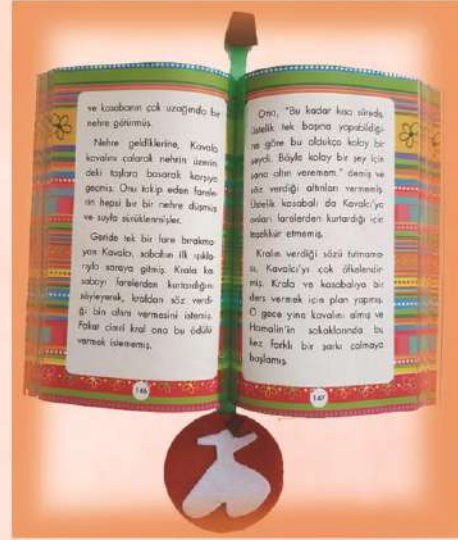 ve kasabanın çok uzağında bir
nehre götürmüş.
Nehre geldiklerine, Kavalcı
kavalını çalarak nehrin üzerin
deki taşlara basarak karşıya
geçmiş. Onu takip eden farele-
rin hepsi bir bir nehre düşmüş
ve suyla sürüklenmişler.
Geride tek bir fare bırakma-
yan Kavalcı, sabahın ilk ışıkla-
rıyla saraya gitmiş. Krala ka-
sabayı farelerden kurtardığını
söyleyerek, kraldan söz verdi-
ği bin altını vermesini istemiş.
Fakat cimri kral ona bu ödülü
vermek istememiş.
146
Ona, "Bu kadar kısa sürede,
üstelik tek başına yapabildiği-
ne göre bu oldukça kolay bir
şeydi. Böyle kolay bir şey için
sana altın veremem." demiş ve
söz verdiği altınları vermemiş.
Üstelik kasabalı da Kavalcı'ya
onları farelerden kurtardığı için
teşekkür etmemiş.
Kralın verdiği sözü tutmama-
sı, Kavalcı'yı çok öfkelendir-
miş. Krala ve kasabalıya bir
ders vermek için plan yapmış.
O gece yine kavalını almış ve
Hamalin'in sokaklarında bu
kez farklı bir şarkı çalmaya
başlamış.
147